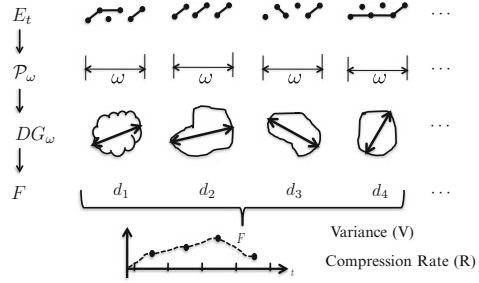 E_t ...
𝒫_ω ω ω ω ω ...
DG_ω ...
F d_1 d_2 d_3 d_4 ...
F
Variance (V)
Compression Rate (R)
t